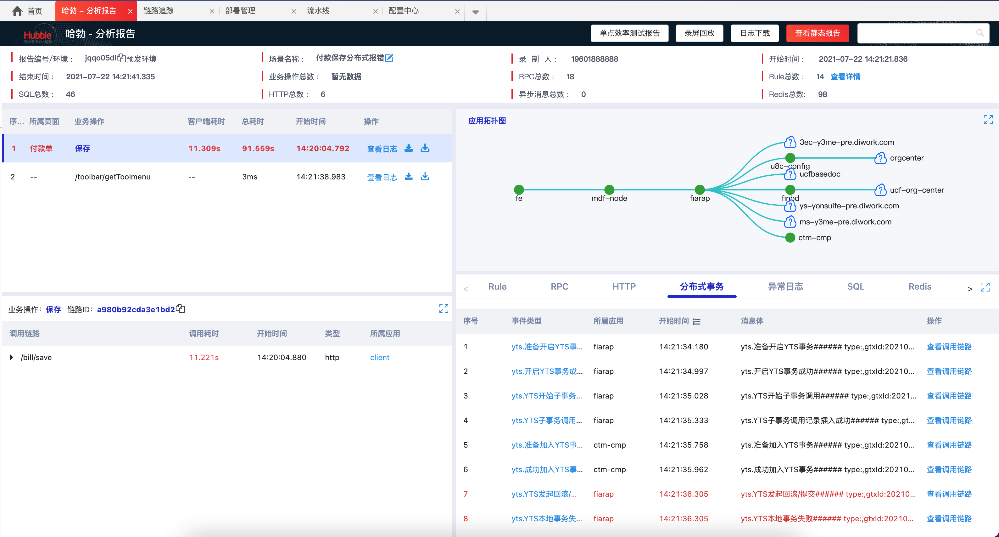 首页
哈勃 – 分析报告
链路追踪
部署管理
流水线
配置中心
Hubble
开发者中心·哈勃
哈勃 - 分析报告
单点效率测试报告
录屏回放
日志下载
查看静态报告
报告编号/环境： jqqo05dl 预发环境
场景名称： 付款保存分布式报错
录 制 人： 19601888888
开始时间： 2021-07-22 14:21:21.836
结束时间： 2021-07-22 14:21:41.335
业务操作总数： 暂无数据
RPC总数： 18
Rule总数： 14 查看详情
SQL总数： 46
HTTP总数： 6
异步消息总数： 0
Redis总数: 98
序... 所属页面 业务操作 客户端耗时 总耗时 开始时间 操作
1 付款单 保存 11.309s 91.559s 14:20:04.792 查看日志
2 -- /toolbar/getToolmenu -- 3ms 14:21:38.983 查看日志
应用拓扑图
fe
mdf-node
fiarap
3ec-y3me-pre.diwork.com
u8c-config
orgcenter
ucfbasedoc
finbd
ucf-org-center
ys-yonsuite-pre.diwork.com
ms-y3me-pre.diwork.com
ctm-cmp
业务操作: 保存 链路ID: a980b92cda3e1bd2
调用链路 调用耗时 开始时间 类型 所属应用
/bill/save 11.221s 14:20:04.880 http client
< Rule RPC HTTP 分布式事务 异常日志 SQL Redis >
序号 事件类型 所属应用 开始时间 消息体 操作
1 yts.准备开启YTS事... fiarap 14:21:34.180 yts.准备开启YTS事务###### type:,gtxId:20210... 查看调用链路
2 yts.开启YTS事务成... fiarap 14:21:34.997 yts.开启YTS事务成功###### type:,gtxId:20210... 查看调用链路
3 yts.YTS开始子事务... fiarap 14:21:35.028 yts.YTS开始子事务调用###### type:,gtxId:2021... 查看调用链路
4 yts.YTS子事务调用... fiarap 14:21:35.333 yts.YTS子事务调用记录插入成功###### type:,gt... 查看调用链路
5 yts.准备加入YTS事... ctm-cmp 14:21:35.758 yts.准备加入YTS事务###### type:,gtxId:20210... 查看调用链路
6 yts.成功加入YTS事... ctm-cmp 14:21:35.962 yts.成功加入YTS事务###### type:,gtxId:20210... 查看调用链路
7 yts.YTS发起回滚/... fiarap 14:21:36.305 yts.YTS发起回滚/提交###### type:,gtxId:20210... 查看调用链路
8 yts.YTS本地事务失... fiarap 14:21:36.305 yts.YTS本地事务失败###### type:,gtxId:20210... 查看调用链路